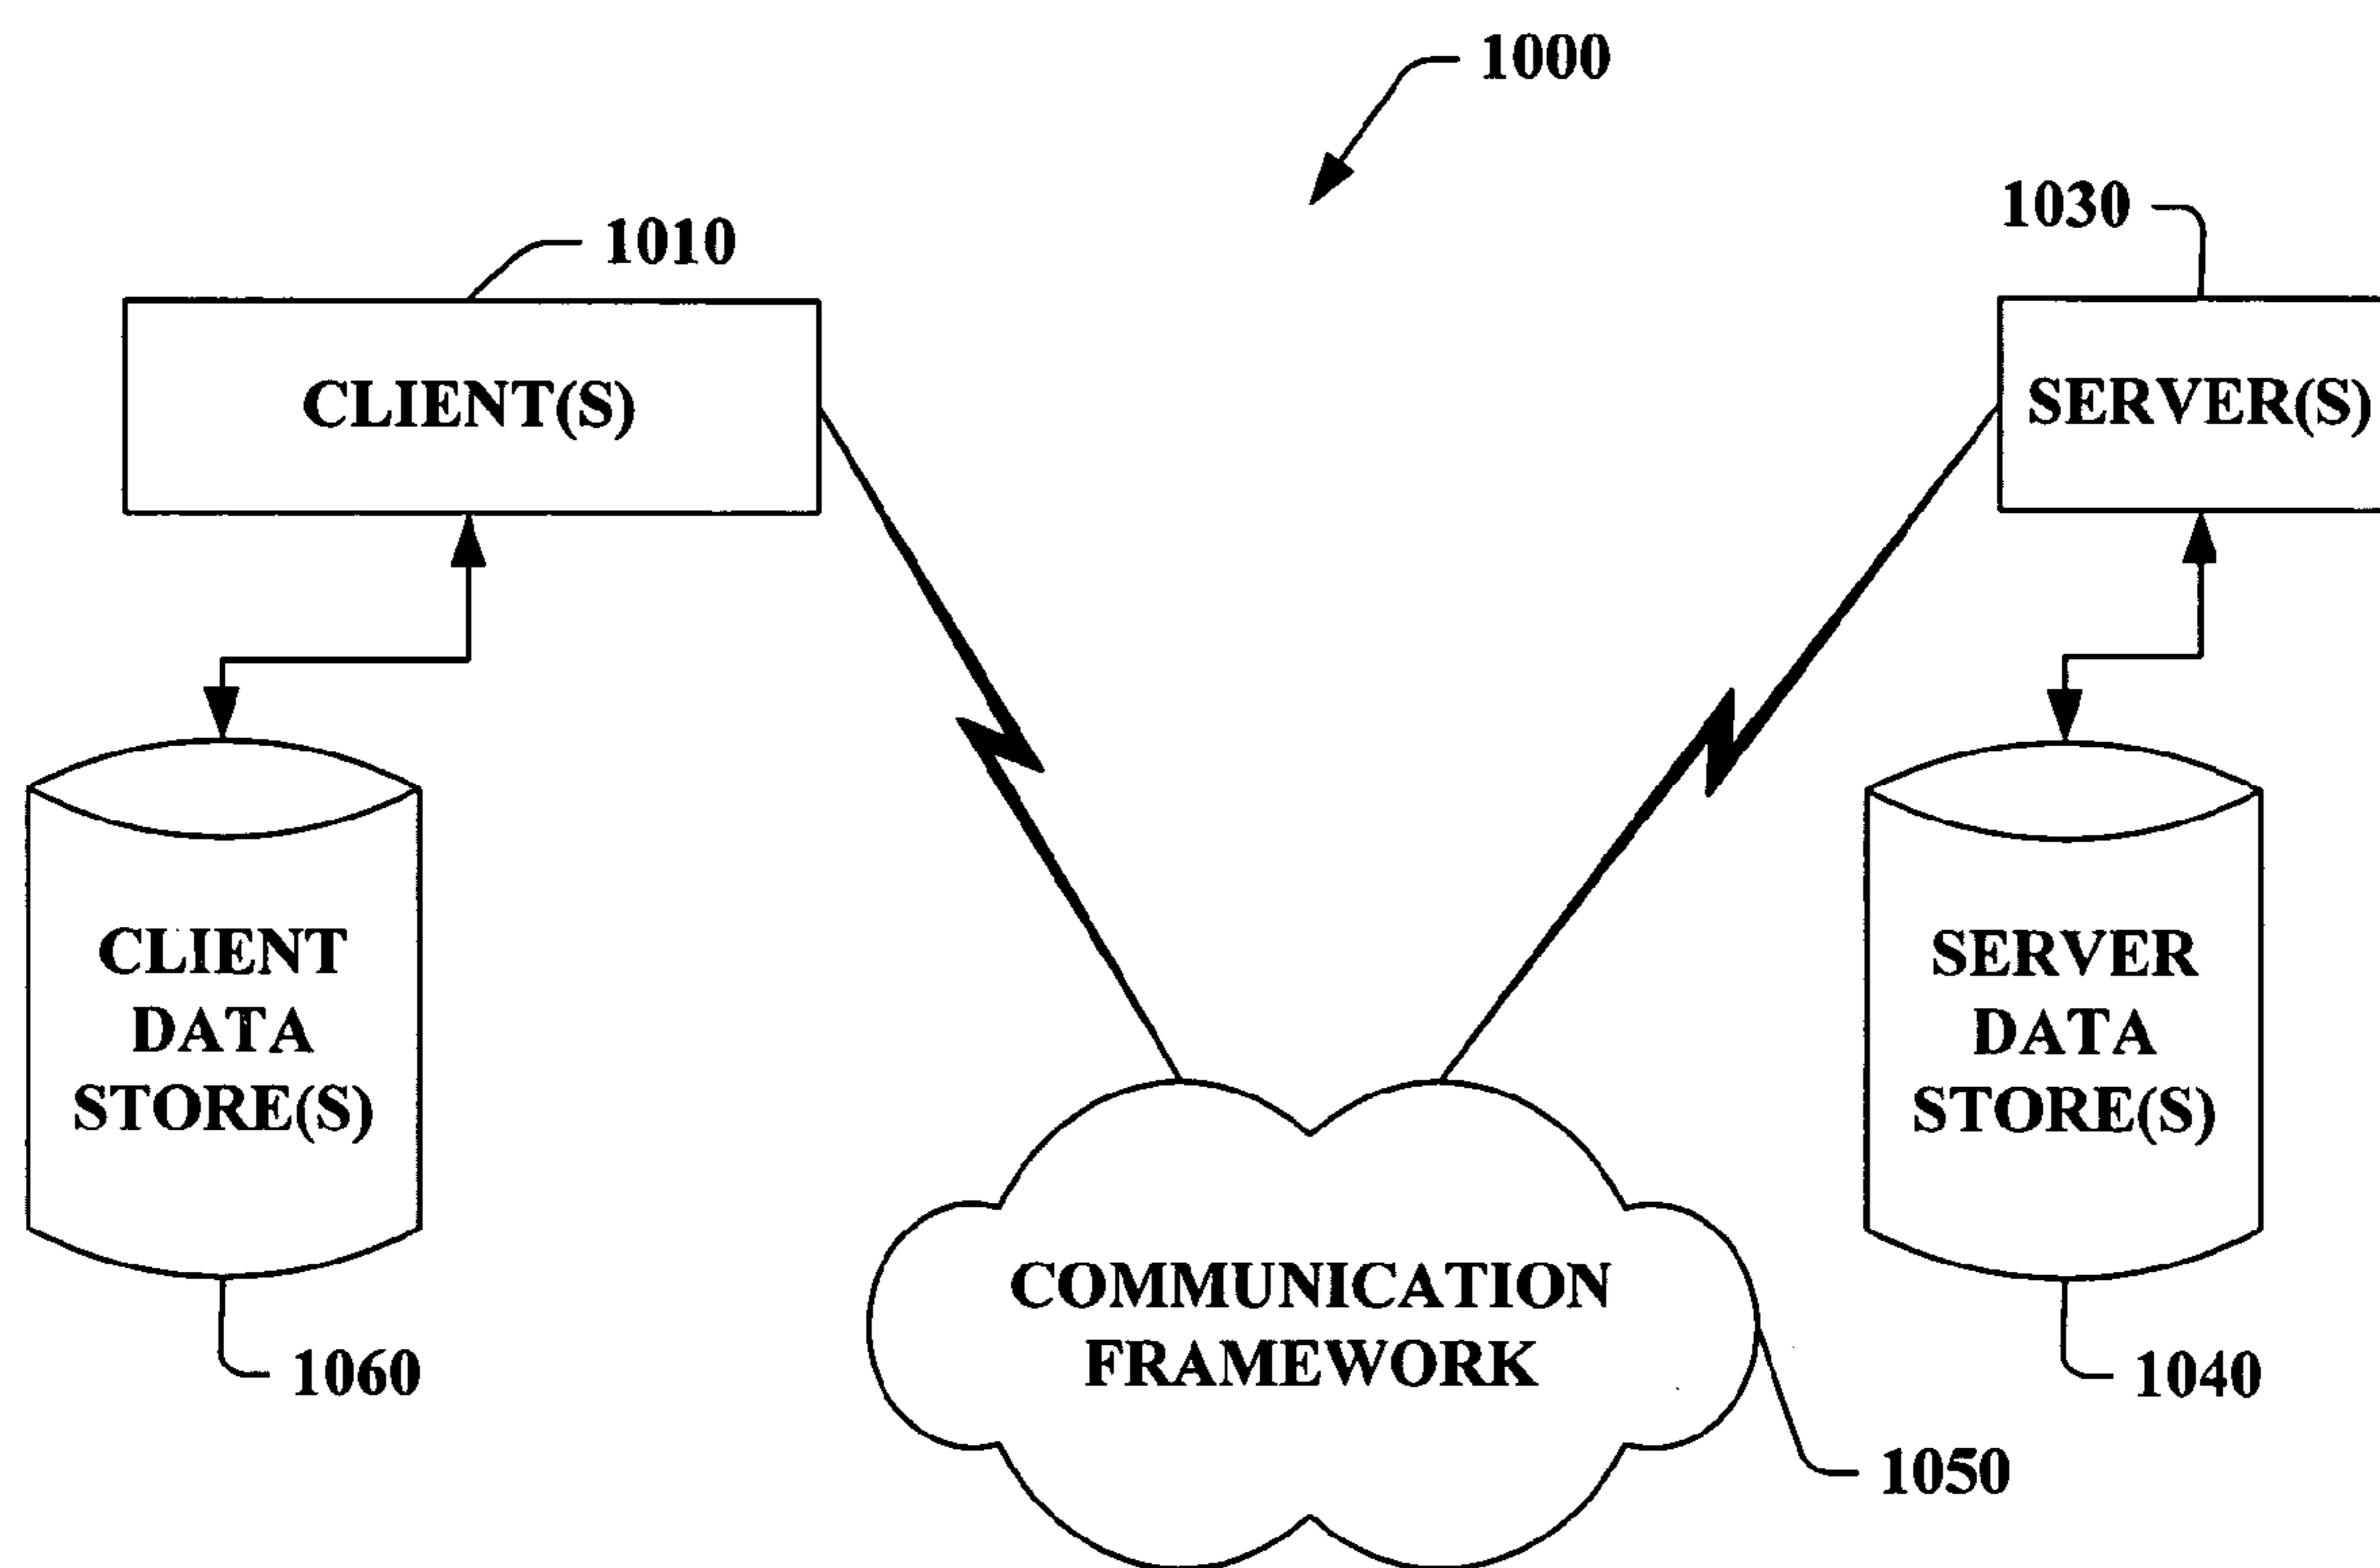 1000
1010
1030
CLIENT(S)
SERVER(S)
CLIENT
DATA
STORE(S)
SERVER
DATA
STORE(S)
COMMUNICATION
FRAMEWORK
1060
1040
1050